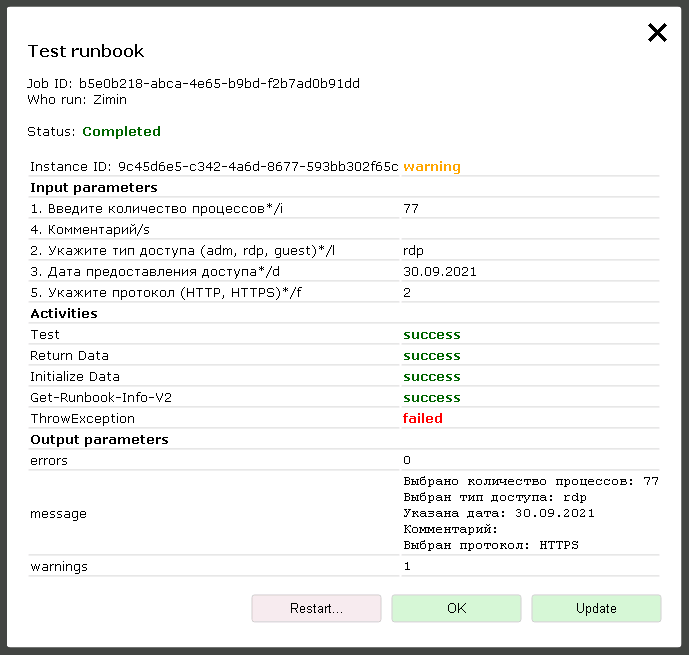 Test runbook
Job ID: b5e0b218-abca-4e65-b9bd-f2b7ad0b91dd
Who run: Zimin
Status: Completed
Instance ID: 9c45d6e5-c342-4a6d-8677-593bb302f65c warning
Input parameters
1. Введите количество процессов*/i 77
4. Комментарий/s
2. Укажите тип доступа (adm, rdp, guest)*/l rdp
3. Дата предоставления доступа*/d 30.09.2021
5. Укажите протокол (HTTP, HTTPS)*/f 2
Activities
Test success
Return Data success
Initialize Data success
Get-Runbook-Info-V2 success
ThrowException failed
Output parameters
errors 0
message
Выбрано количество процессов: 77
Выбран тип доступа: rdp
Указана дата: 30.09.2021
Комментарий:
Выбран протокол: HTTPS
warnings 1
Restart... OK Update